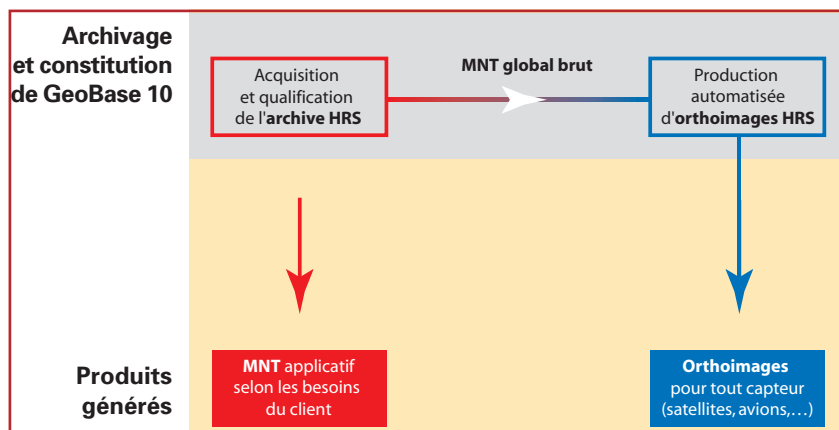 Archivage
et constitution
de GeoBase 10
Acquisition
et qualification
de l'archive HRS
MNT global brut
Production
automatisée
d'orthoimages HRS
Produits
générés
MNT applicatif
selon les besoins
du client
Orthoimages
pour tout capteur
(satellites, avions,...)